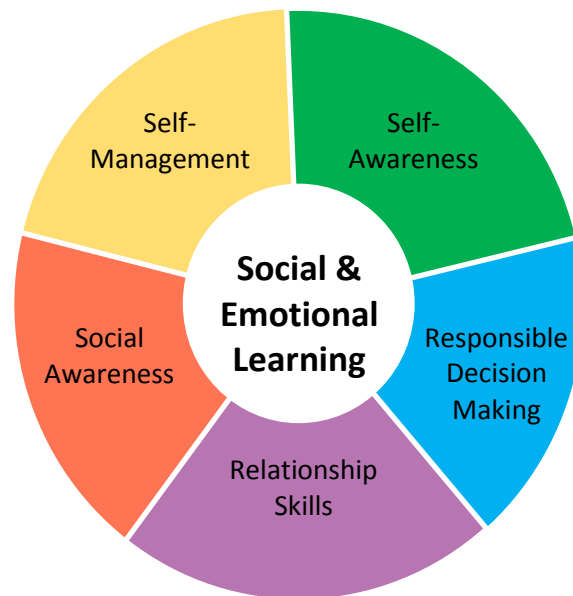 Self-
Management
Self-
Awareness
Social &
Emotional
Learning
Social
Awareness
Responsible
Decision
Making
Relationship
Skills